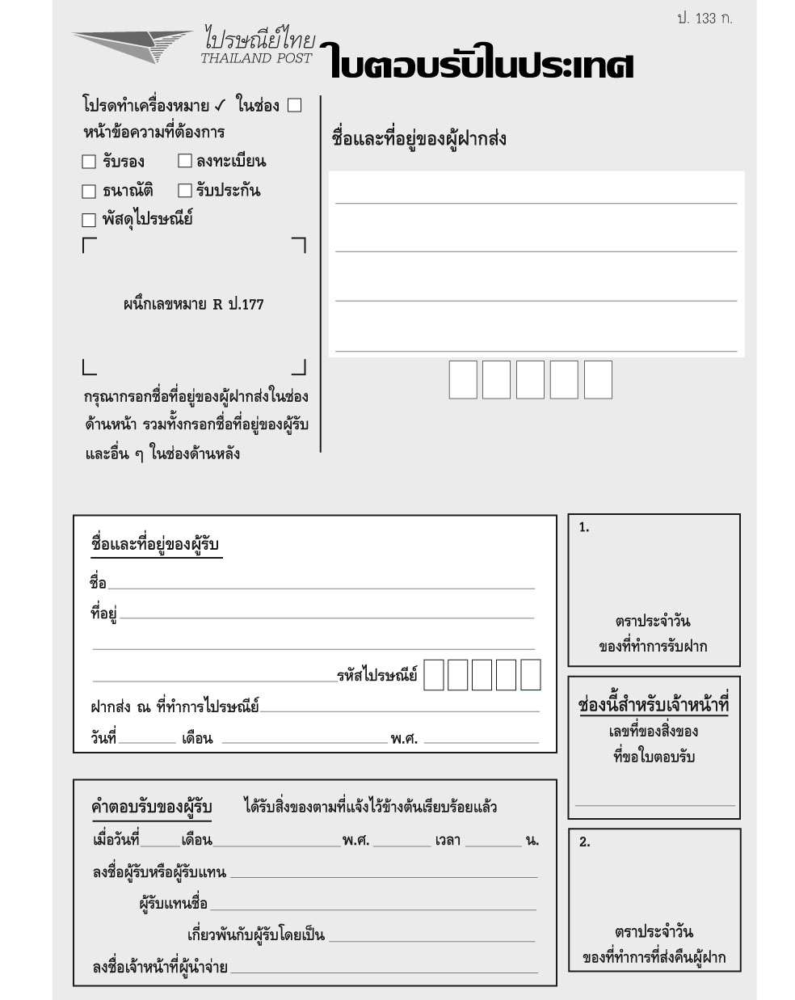 ป. 133 ก.
ไปรษณีย์ไทย
THAILAND POST
ใบตอบรับในประเทศ
โปรดทำเครื่องหมาย ✓ ในช่อง ☐
หน้าข้อความที่ต้องการ
☐ รับรอง ☐ ลงทะเบียน
☐ ธนาณัติ ☐ รับประกัน
☐ พัสดุไปรษณีย์
ผนึกเลขหมาย R ป.177
กรุณากรอกชื่อที่อยู่ของผู้ฝากส่งในช่อง
ด้านหน้า รวมทั้งกรอกชื่อที่อยู่ของผู้รับ
และอื่น ๆ ในช่องด้านหลัง
ชื่อและที่อยู่ของผู้ฝากส่ง
ชื่อและที่อยู่ของผู้รับ
ชื่อ
ที่อยู่
รหัสไปรษณีย์
ฝากส่ง ณ ที่ทำการไปรษณีย์
วันที่ เดือน พ.ศ.
1.
ตราประจำวัน
ของที่ทำการรับฝาก
ช่องนี้สำหรับเจ้าหน้าที่
เลขที่ของสิ่งของ
ที่ขอใบตอบรับ
คำตอบรับของผู้รับ ได้รับสิ่งของตามที่แจ้งไว้ข้างต้นเรียบร้อยแล้ว
เมื่อวันที่ เดือน พ.ศ. เวลา น.
ลงชื่อผู้รับหรือผู้รับแทน
ผู้รับแทนชื่อ
เกี่ยวพันกับผู้รับโดยเป็น
ลงชื่อเจ้าหน้าที่ผู้นำจ่าย
2.
ตราประจำวัน
ของที่ทำการที่ส่งคืนผู้ฝาก